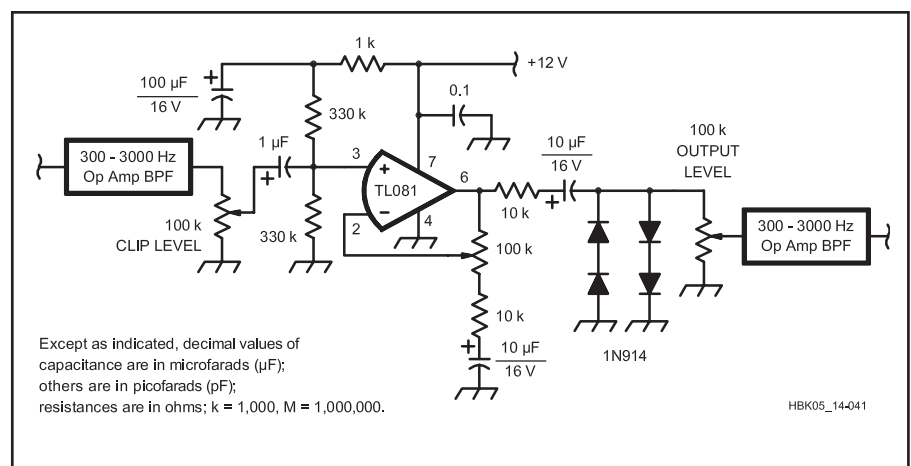 1 k
+12 V
+
100 µF
16 V
330 k
0.1
1 µF
+
300 - 3000 Hz
Op Amp BPF
100 k
CLIP LEVEL
330 k
3
+
7
TL081
6
−
2
4
10 k
10 µF
16 V
+
100 k
OUTPUT
LEVEL
300 - 3000 Hz
Op Amp BPF
100 k
10 k
+
10 µF
16 V
1N914
Except as indicated, decimal values of
capacitance are in microfarads (µF);
others are in picofarads (pF);
resistances are in ohms; k = 1,000, M = 1,000,000.
HBK05_14-041